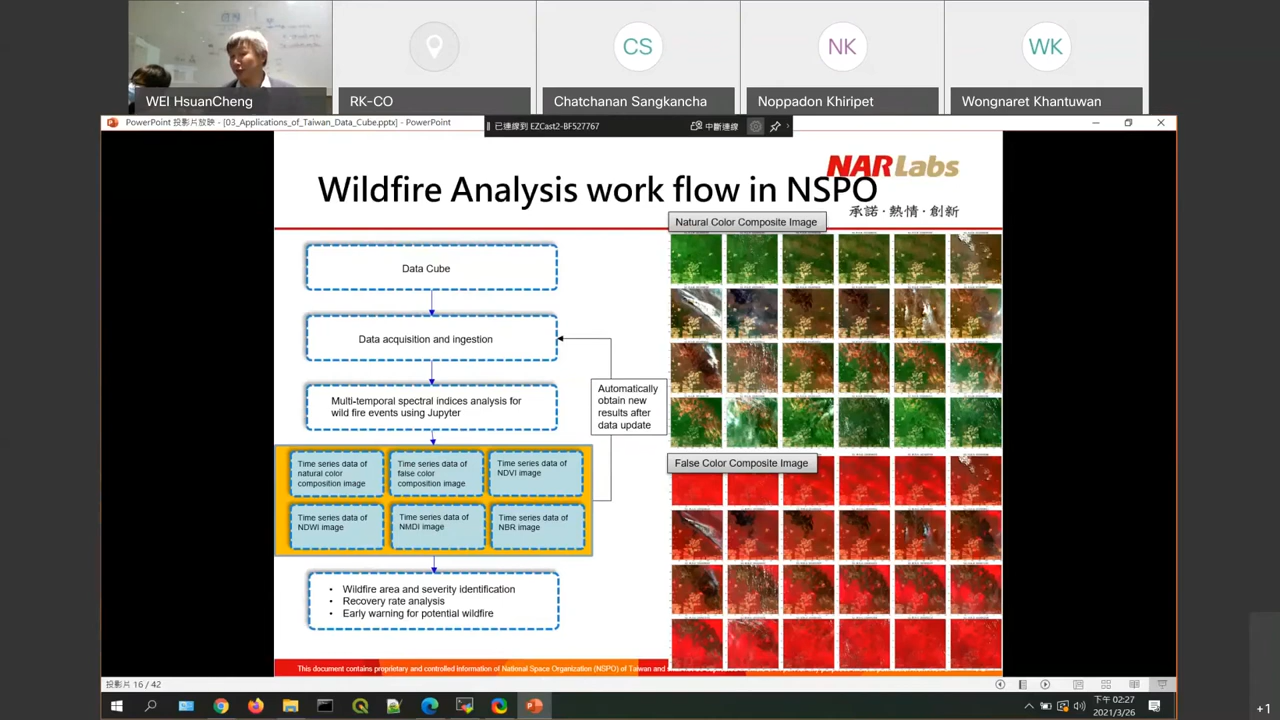 CS
NK
WK
WEI HsuanCheng
RK-CO
Chatchanan Sangkancha
Noppadon Khiripet
Wongnaret Khantuwan
PowerPoint 投影片放映 - [03_Applications_of_Taiwan_Data_Cube.pptx] - PowerPoint
已連線到 EZCast2-BF527767
中斷連線
NARLabs
承諾·熱情·創新
Wildfire Analysis work flow in NSPO
Natural Color Composite Image
Data Cube
Data acquisition and ingestion
Multi-temporal spectral indices analysis for
wild fire events using Jupyter
Automatically
obtain new
results after
data update
Time series data of
natural color
composition image
Time series data of
false color
composition image
Time series data of
NDVI image
Time series data of
NDWI image
Time series data of
NMDI image
Time series data of
NBR image
False Color Composite Image
• Wildfire area and severity identification
• Recovery rate analysis
• Early warning for potential wildfire
This document contains proprietary and controlled information of National Space Organization (NSPO) of Taiwan and
投影片 16 / 42
下午 02:27
2021/3/26
+1